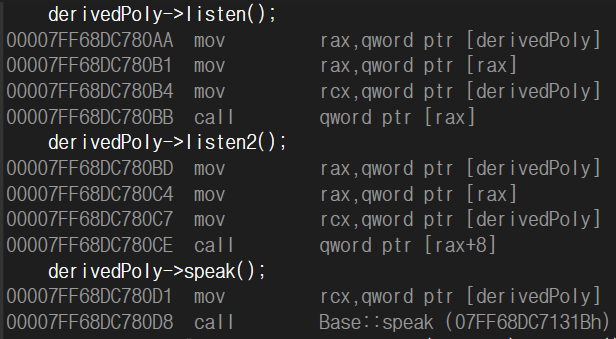 derivedPoly->listen();
00007FF68DC780AA mov rax,qword ptr [derivedPoly]
00007FF68DC780B1 mov rax,qword ptr [rax]
00007FF68DC780B4 mov rcx,qword ptr [derivedPoly]
00007FF68DC780BB call qword ptr [rax]
derivedPoly->listen2();
00007FF68DC780BD mov rax,qword ptr [derivedPoly]
00007FF68DC780C4 mov rax,qword ptr [rax]
00007FF68DC780C7 mov rcx,qword ptr [derivedPoly]
00007FF68DC780CE call qword ptr [rax+8]
derivedPoly->speak();
00007FF68DC780D1 mov rcx,qword ptr [derivedPoly]
00007FF68DC780D8 call Base::speak (07FF68DC7131Bh)